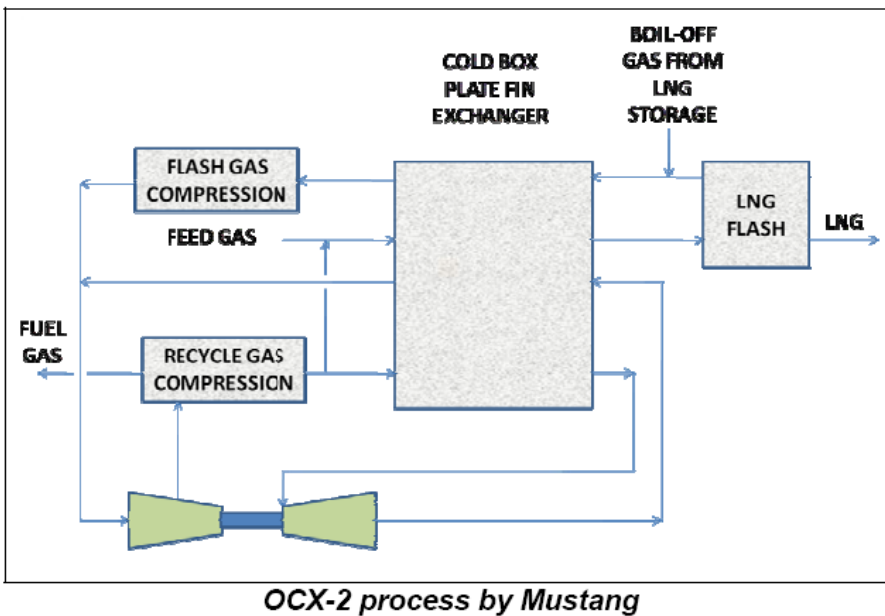 BOIL-OFF
GAS FROM
LNG
STORAGE
COLD BOX
PLATE FIN
EXCHANGER
FLASH GAS
COMPRESSION
LNG
FLASH
LNG
FEED GAS
FUEL
GAS
RECYCLE GAS
COMPRESSION
OCX-2 process by Mustang